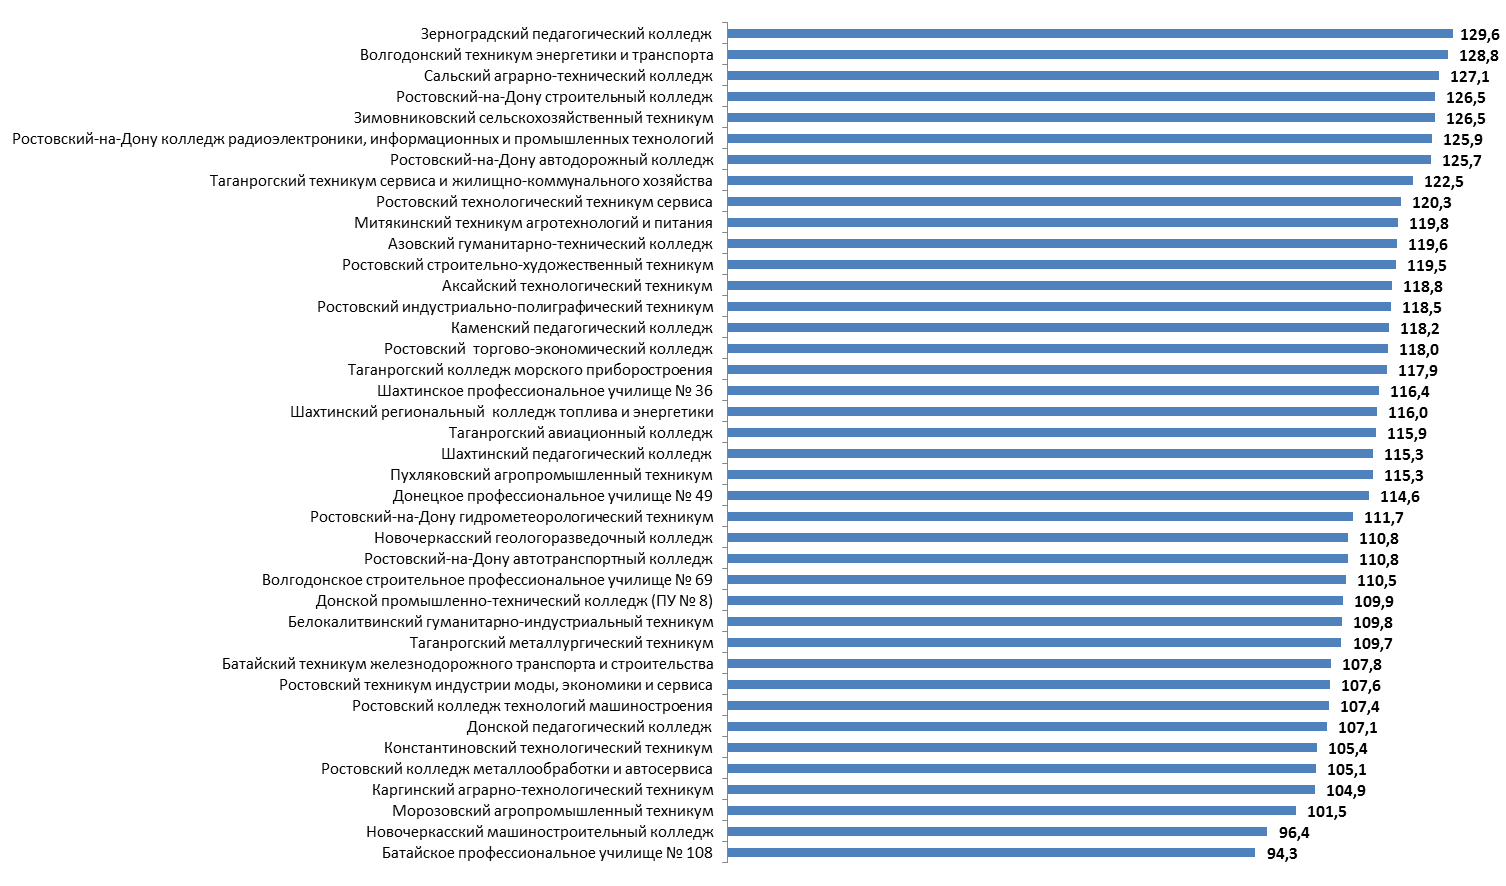 Зерноградский педагогический колледж 129,6
Волгодонский техникум энергетики и транспорта 128,8
Сальский аграрно-технический колледж 127,1
Ростовский-на-Дону строительный колледж 126,5
Зимовниковский сельскохозяйственный техникум 126,5
Ростовский-на-Дону колледж радиоэлектроники, информационных и промышленных технологий 125,9
Ростовский-на-Дону автодорожный колледж 125,7
Таганрогский техникум сервиса и жилищно-коммунального хозяйства 122,5
Ростовский технологический техникум сервиса 120,3
Митякинский техникум агротехнологий и питания 119,8
Азовский гуманитарно-технический колледж 119,6
Ростовский строительно-художественный техникум 119,5
Аксайский технологический техникум 118,8
Ростовский индустриально-полиграфический техникум 118,5
Каменский педагогический колледж 118,2
Ростовский  торгово-экономический колледж 118,0
Таганрогский колледж морского приборостроения 117,9
Шахтинское профессиональное училище № 36 116,4
Шахтинский региональный  колледж топлива и энергетики 116,0
Таганрогский авиационный колледж 115,9
Шахтинский педагогический колледж 115,3
Пухляковский агропромышленный техникум 115,3
Донецкое профессиональное училище № 49 114,6
Ростовский-на-Дону гидрометеорологический техникум 111,7
Новочеркасский геологоразведочный колледж 110,8
Ростовский-на-Дону автотранспортный колледж 110,8
Волгодонское строительное профессиональное училище № 69 110,5
Донской промышленно-технический колледж (ПУ № 8) 109,9
Белокалитвинский гуманитарно-индустриальный техникум 109,8
Таганрогский металлургический техникум 109,7
Батайский техникум железнодорожного транспорта и строительства 107,8
Ростовский техникум индустрии моды, экономики и сервиса 107,6
Ростовский колледж технологий машиностроения 107,4
Донской педагогический колледж 107,1
Константиновский технологический техникум 105,4
Ростовский колледж металлообработки и автосервиса 105,1
Каргинский аграрно-технологический техникум 104,9
Морозовский агропромышленный техникум 101,5
Новочеркасский машиностроительный колледж 96,4
Батайское профессиональное училище № 108 94,3